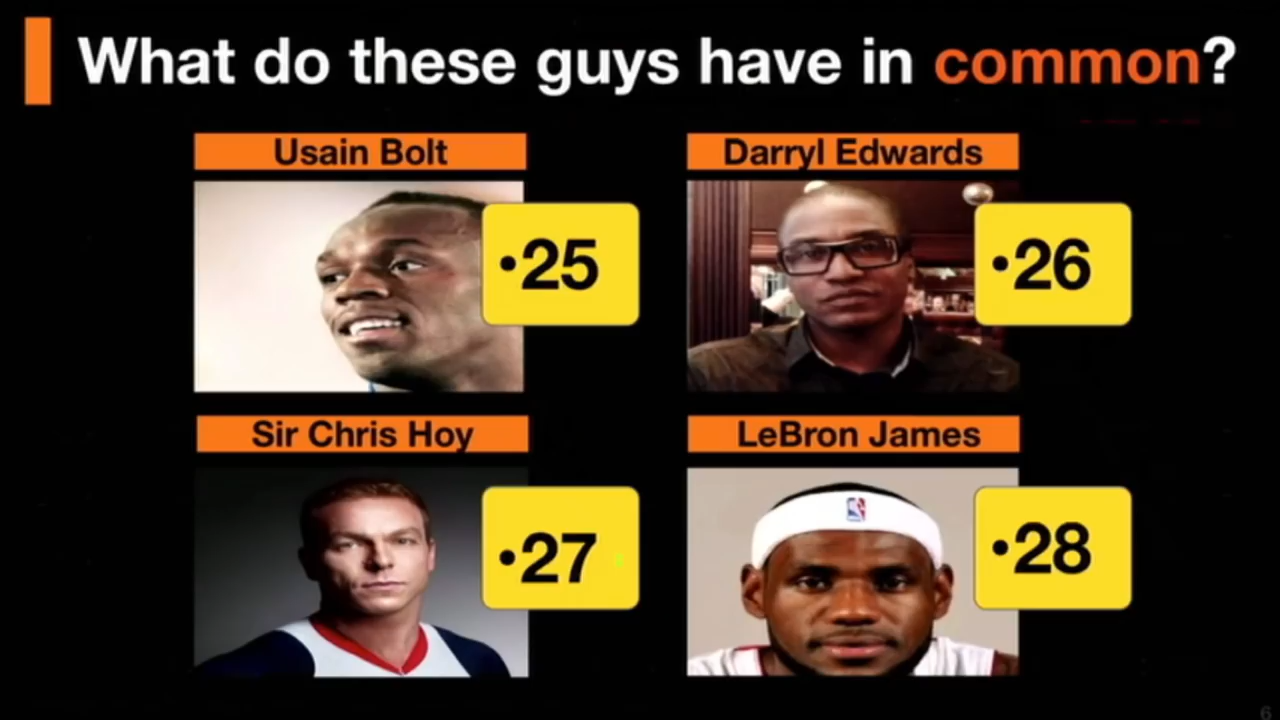 What do these guys have in common?
Usain Bolt
Darryl Edwards
•25
•26
Sir Chris Hoy
LeBron James
•27
•28
6